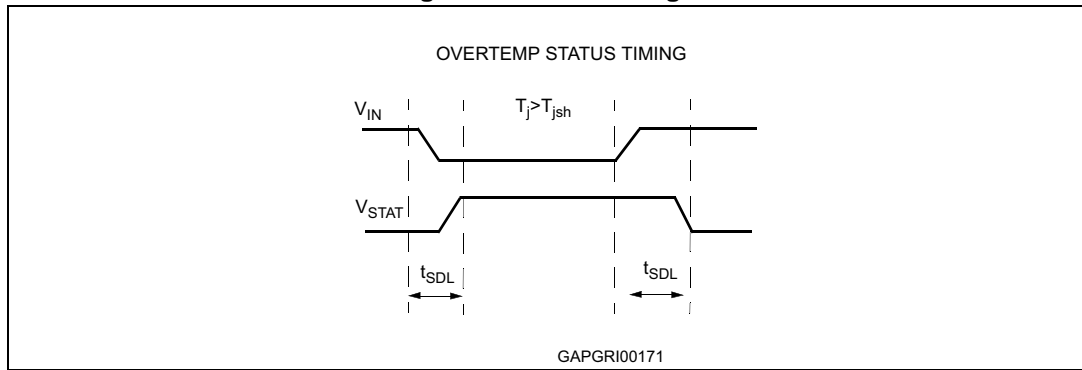 OVERTEMP STATUS TIMING
V_IN
T_j>T_jsh
V_STAT
t_SDL
t_SDL
GAPGRI00171